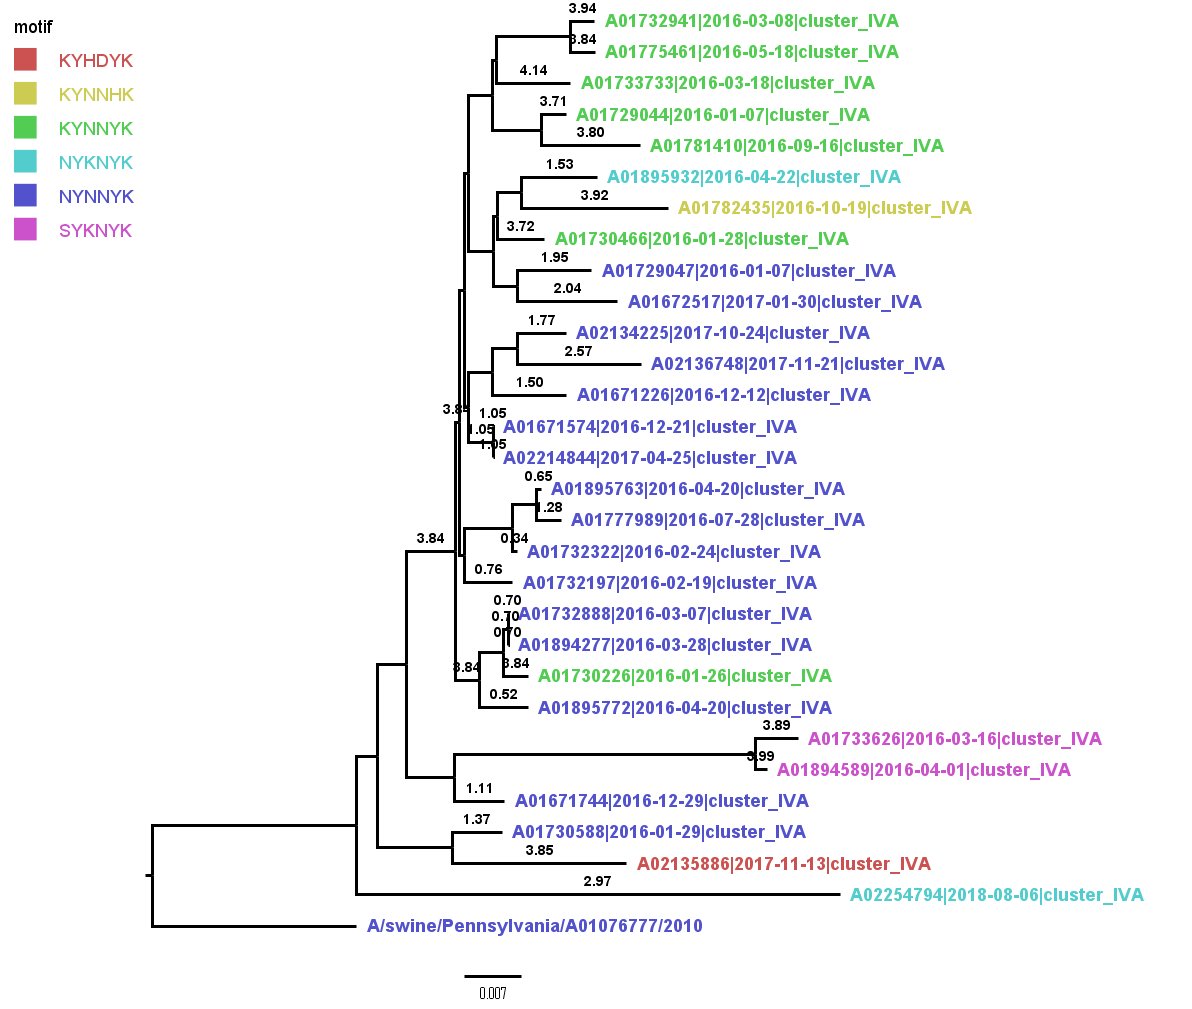 motif
KYHDYK
KYNNHK
KYNNYK
NYKNYK
NYNNYK
SYKNYK
3.94
A01732941|2016-03-08|cluster_IVA
3.84
A01775461|2016-05-18|cluster_IVA
4.14
A01733733|2016-03-18|cluster_IVA
3.71
A01729044|2016-01-07|cluster_IVA
3.80
A01781410|2016-09-16|cluster_IVA
1.53
A01895932|2016-04-22|cluster_IVA
3.92
A01782435|2016-10-19|cluster_IVA
3.72
A01730466|2016-01-28|cluster_IVA
1.95
A01729047|2016-01-07|cluster_IVA
2.04
A01672517|2017-01-30|cluster_IVA
1.77
A02134225|2017-10-24|cluster_IVA
2.57
A02136748|2017-11-21|cluster_IVA
1.50
A01671226|2016-12-12|cluster_IVA
3.84
1.05
A01671574|2016-12-21|cluster_IVA
1.05
1.05
A02214844|2017-04-25|cluster_IVA
0.65
A01895763|2016-04-20|cluster_IVA
1.28
A01777989|2016-07-28|cluster_IVA
3.84
0.34
A01732322|2016-02-24|cluster_IVA
0.76
A01732197|2016-02-19|cluster_IVA
0.70
A01732888|2016-03-07|cluster_IVA
0.70
0.70
A01894277|2016-03-28|cluster_IVA
3.84
3.84
A01730226|2016-01-26|cluster_IVA
0.52
A01895772|2016-04-20|cluster_IVA
3.89
A01733626|2016-03-16|cluster_IVA
3.99
A01894589|2016-04-01|cluster_IVA
1.11
A01671744|2016-12-29|cluster_IVA
1.37
A01730588|2016-01-29|cluster_IVA
3.85
A02135886|2017-11-13|cluster_IVA
2.97
A02254794|2018-08-06|cluster_IVA
A/swine/Pennsylvania/A01076777/2010
0.007